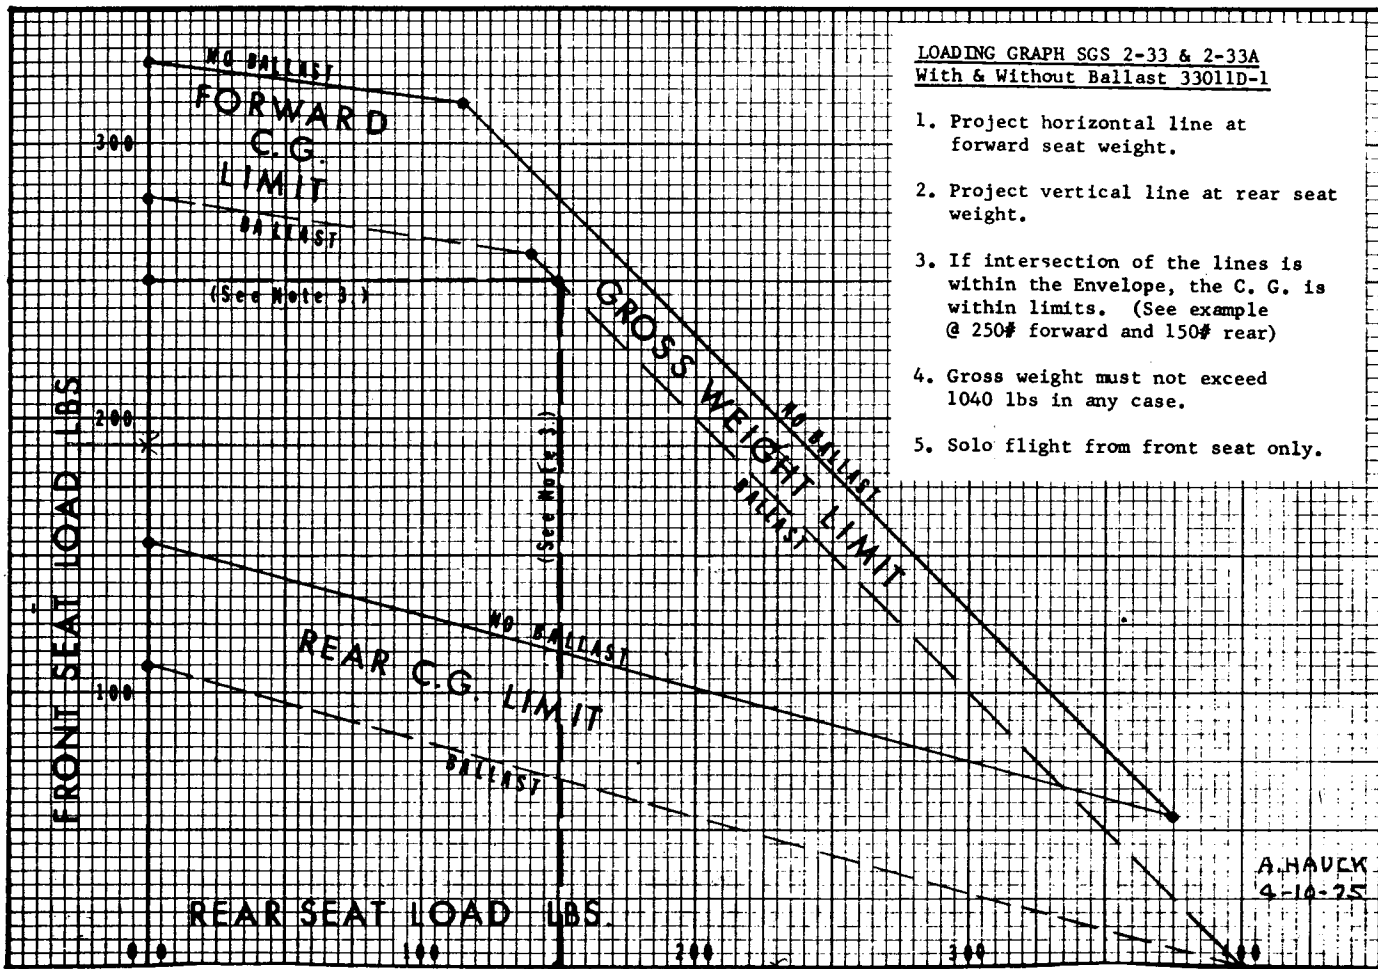 LOADING GRAPH SGS 2-33 & 2-33A
With & Without Ballast 33011D-1
1. Project horizontal line at
forward seat weight.
2. Project vertical line at rear seat
weight.
3. If intersection of the lines is
within the Envelope, the C. G. is
within limits. (See example
@ 250# forward and 150# rear)
4. Gross weight must not exceed
1040 lbs in any case.
5. Solo flight from front seat only.
NO BALLAST
FORWARD
C.G.
LIMIT
BALLAST
(See Note 3.)
300
200
100
FRONT SEAT LOAD LBS
GROSS WEIGHT LIMIT
NO BALLAST
BALLAST
(See Note 3.)
NO BALLAST
REAR C.G. LIMIT
BALLAST
A.HAUCK
4-10-75
REAR SEAT LOAD LBS.
0 0
100
200
300
400